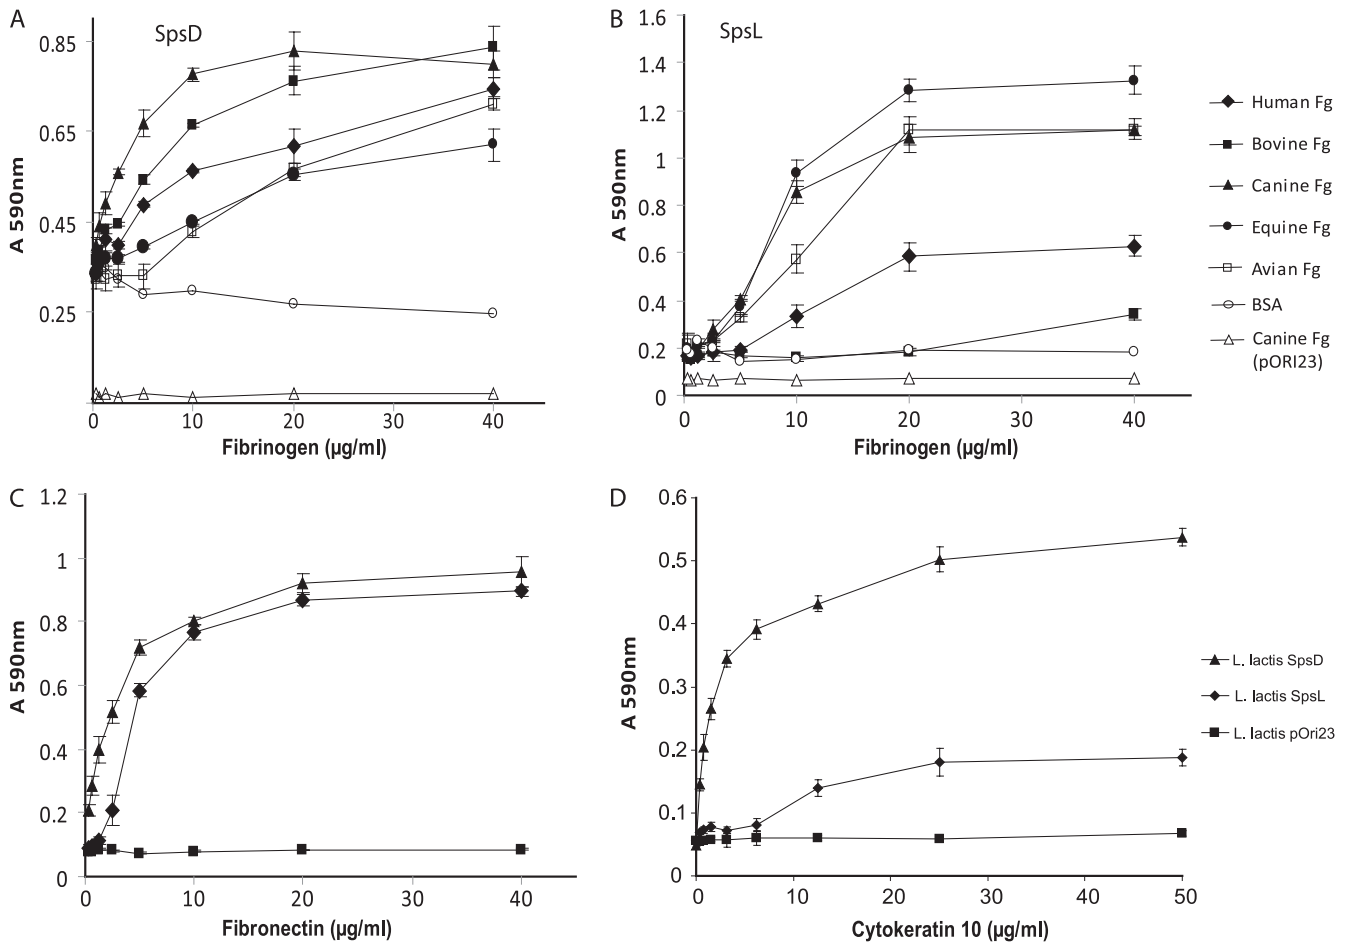 A
SpsD
0.85
0.65
0.45
0.25
A 590nm
0
10
20
30
40
Fibrinogen (µg/ml)
B
SpsL
1.6
1.4
1.2
1
0.8
0.6
0.4
0.2
0
A 590nm
0
10
20
30
40
Fibrinogen (µg/ml)
Human Fg
Bovine Fg
Canine Fg
Equine Fg
Avian Fg
BSA
Canine Fg
(pORI23)
C
1.2
1
0.8
0.6
0.4
0.2
0
A 590nm
0
10
20
30
40
Fibronectin (µg/ml)
D
0.6
0.5
0.4
0.3
0.2
0.1
0
A 590nm
0
10
20
30
40
50
Cytokeratin 10 (µg/ml)
L. lactis SpsD
L. lactis SpsL
L. lactis pOri23